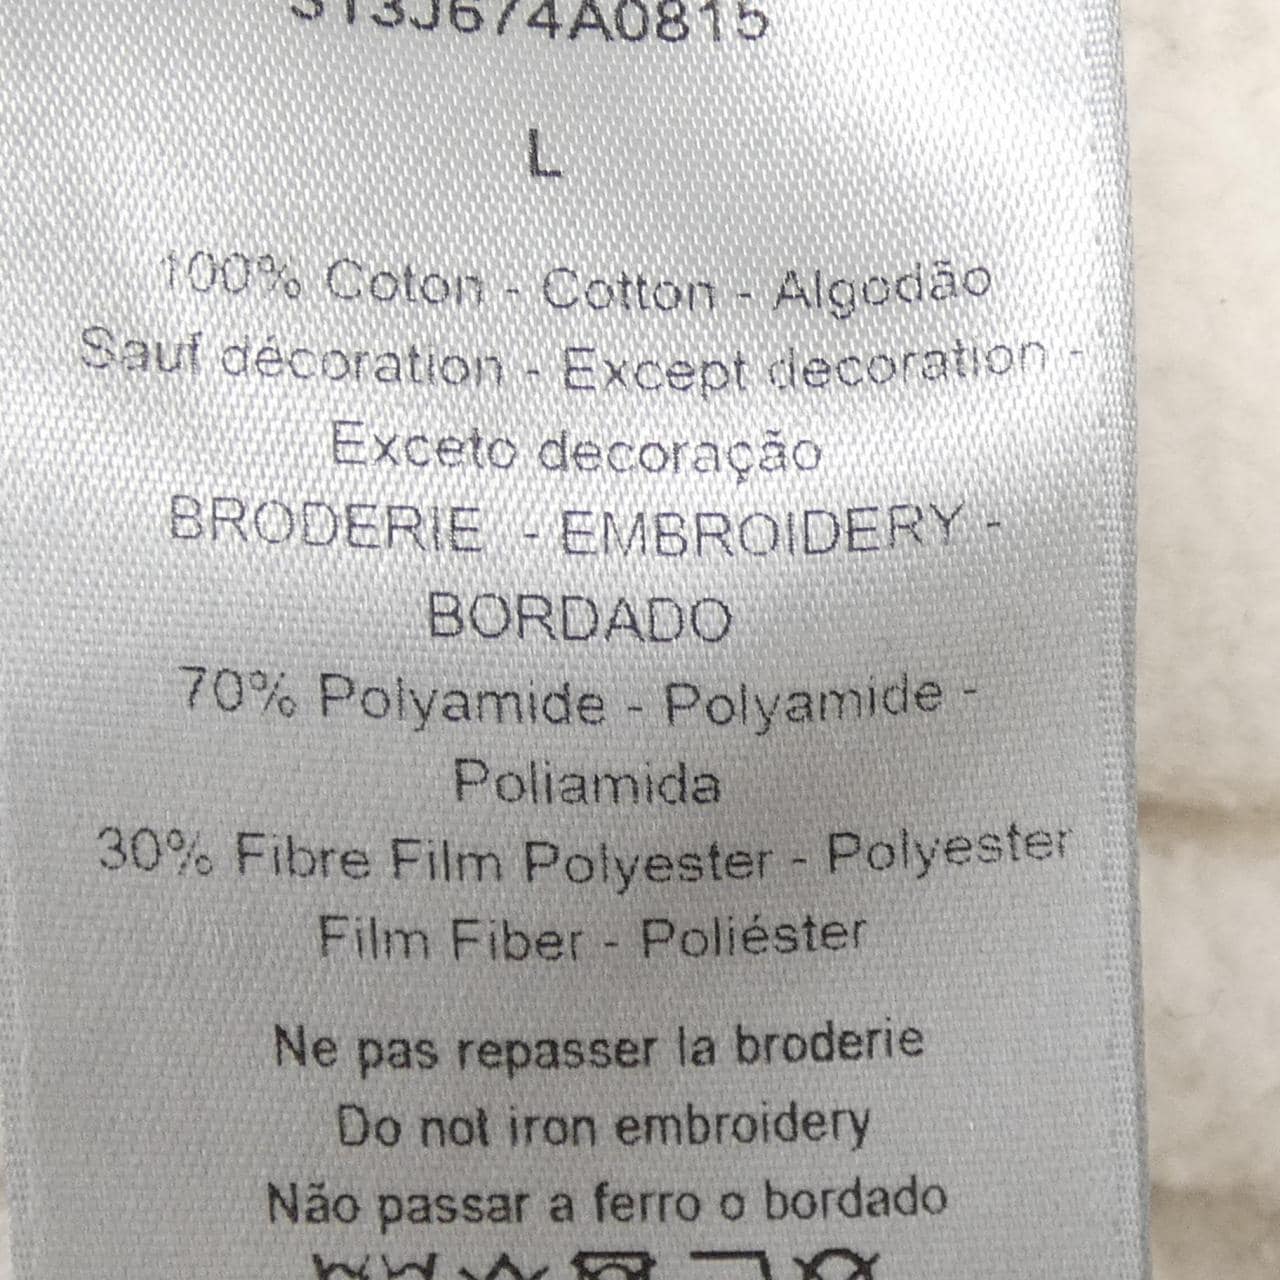 313J674A0815
L
100% Coton - Cotton - Algodão
Sauf décoration - Except decoration -
Exceto decoração
BRODERIE - EMBROIDERY -
BORDADO
70% Polyamide - Polyamide -
Poliamida
30% Fibre Film Polyester - Polyester
Film Fiber - Poliéster
Ne pas repasser la broderie
Do not iron embroidery
Não passar a ferro o bordado